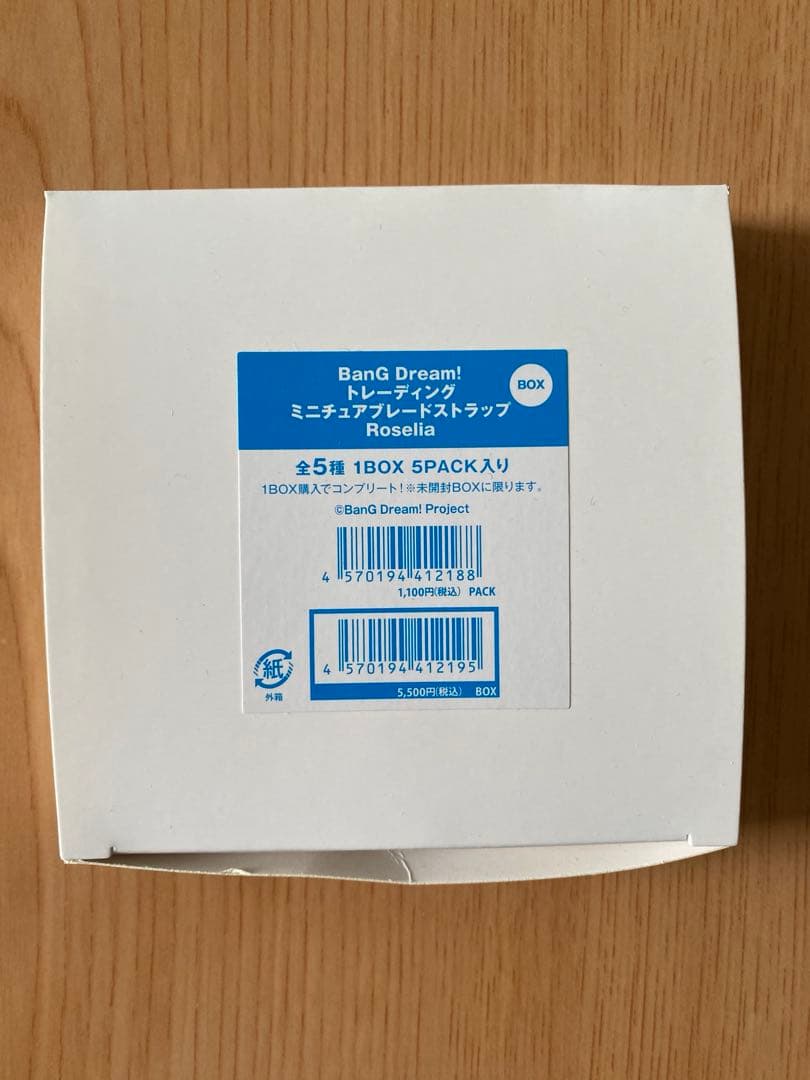 BanG Dream!
トレーディング
ミニチュアブレードストラップ
Roselia
BOX
全5種 1BOX 5PACK入り
1BOX購入でコンプリート!※未開封BOXに限ります。
©BanG Dream! Project
4 570194 412188
1,100円(税込) PACK
4 570194 412195
5,500円(税込) BOX
紙
外箱